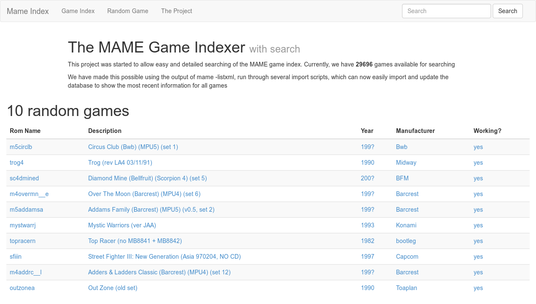 Mame Index Game Index Random Game The Project Search Search
The MAME Game Indexer with search
This project was started to allow easy and detailed searching of the MAME game index. Currently, we have 29696 games available for searching
We have made this possible using the output of mame -listxml, run through several import scripts, which can now easily import and update the
database to show the most recent information for all games
10 random games
Rom Name Description Year Manufacturer Working?
m5circlb Circus Club (Bwb) (MPU5) (set 1) 199? Bwb yes
trog4 Trog (rev LA4 03/11/91) 1990 Midway yes
sc4dmined Diamond Mine (Bellfruit) (Scorpion 4) (set 5) 200? BFM yes
m4overmn__e Over The Moon (Barcrest) (MPU4) (set 6) 199? Barcrest yes
m5addamsa Addams Family (Barcrest) (MPU5) (v0.5, set 2) 199? Barcrest yes
mystwarrj Mystic Warriors (ver JAA) 1993 Konami yes
topracern Top Racer (no MB8841 + MB8842) 1982 bootleg yes
sfiiin Street Fighter III: New Generation (Asia 970204, NO CD) 1997 Capcom yes
m4addrc__l Adders & Ladders Classic (Barcrest) (MPU4) (set 12) 199? Barcrest yes
outzonea Out Zone (old set) 1990 Toaplan yes